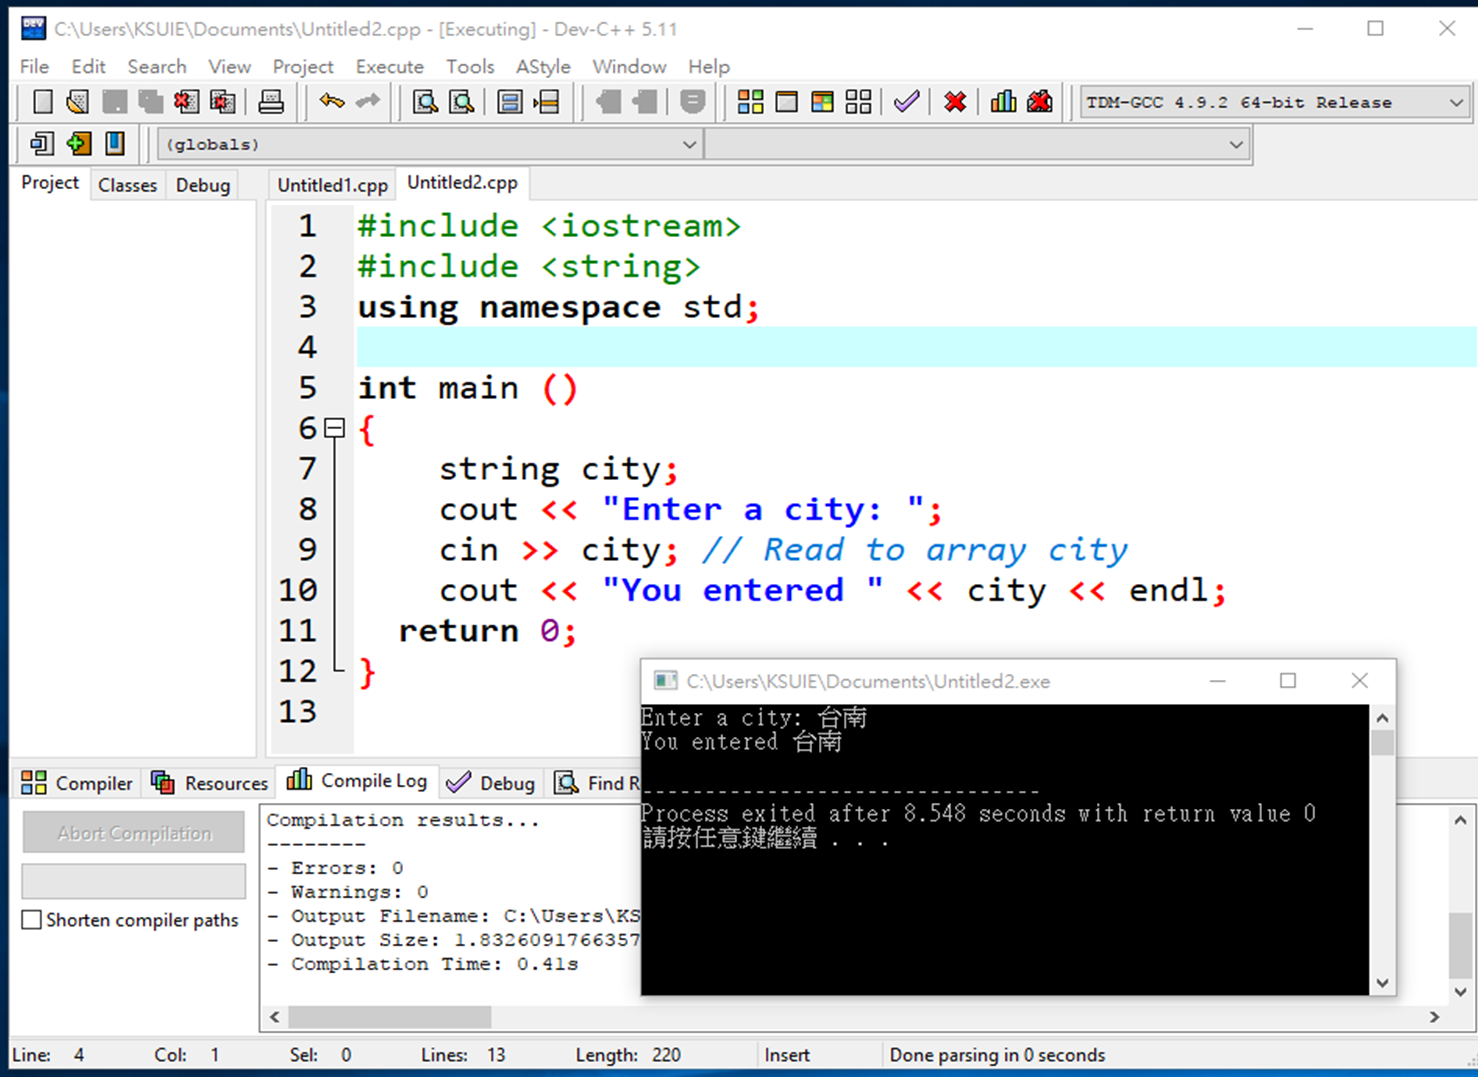 C:\Users\KSUIE\Documents\Untitled2.cpp - [Executing] - Dev-C++ 5.11
File Edit Search View Project Execute Tools AStyle Window Help
TDM-GCC 4.9.2 64-bit Release
(globals)
Project Classes Debug Untitled1.cpp Untitled2.cpp
1 #include <iostream>
2 #include <string>
3 using namespace std;
4
5 int main ()
6 {
7 string city;
8 cout << "Enter a city: ";
9 cin >> city; // Read to array city
10 cout << "You entered " << city << endl;
11 return 0;
12 }
13
C:\Users\KSUIE\Documents\Untitled2.exe
Enter a city: 台南
You entered 台南
--------------------------------
Process exited after 8.548 seconds with return value 0
請按任意鍵繼續 . . .
Compiler Resources Compile Log Debug Find R
Abort Compilation
Shorten compiler paths
Compilation results...
--------
- Errors: 0
- Warnings: 0
- Output Filename: C:\Users\KS
- Output Size: 1.8326091766357
- Compilation Time: 0.41s
Line: 4 Col: 1 Sel: 0 Lines: 13 Length: 220 Insert Done parsing in 0 seconds